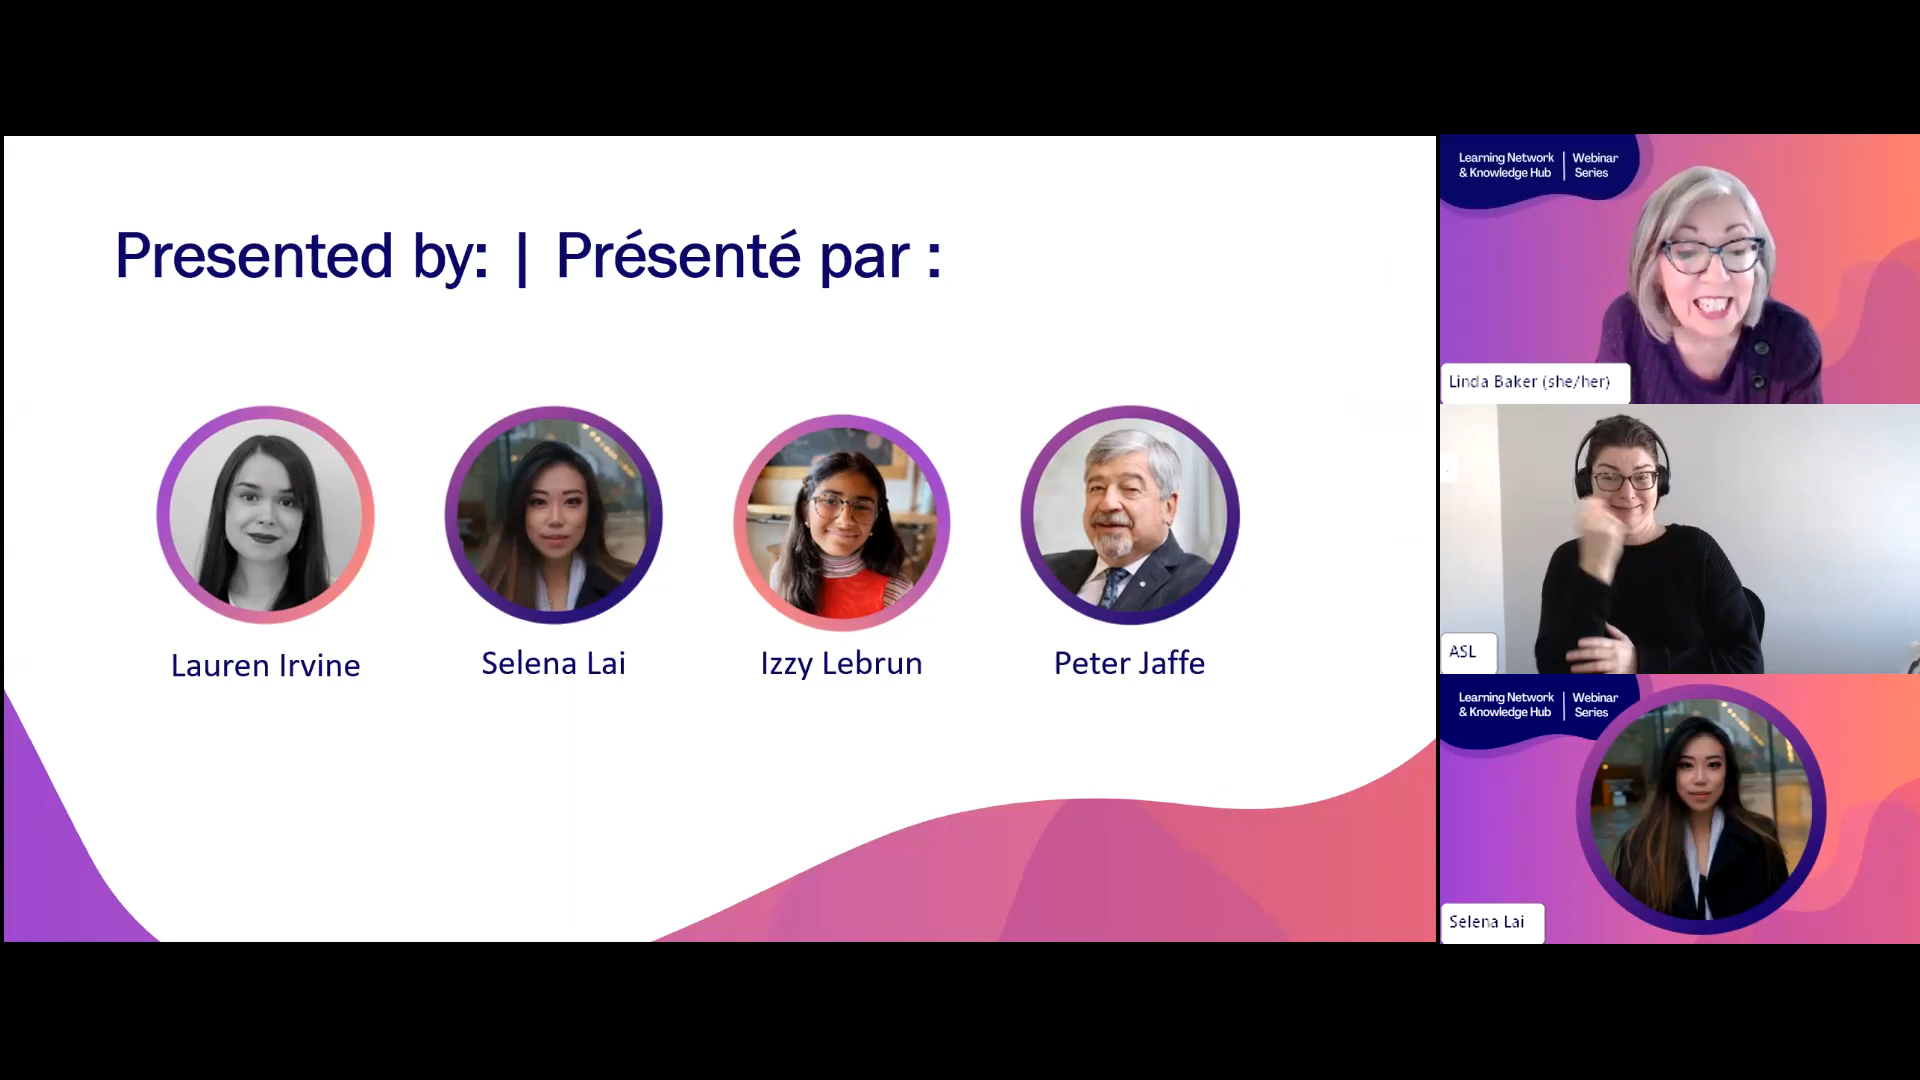 Presented by: | Présenté par :
Lauren Irvine
Selena Lai
Izzy Lebrun
Peter Jaffe
Learning Network | Webinar
& Knowledge Hub | Series
Linda Baker (she/her)
ASL
Learning Network | Webinar
& Knowledge Hub | Series
Selena Lai